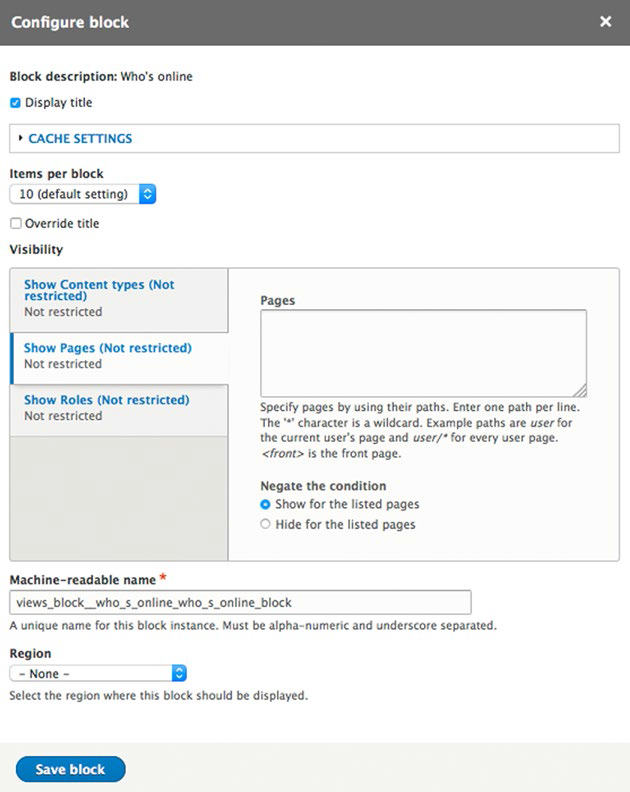 Configure block ×
Block description: Who's online
Display title
CACHE SETTINGS
Items per block
10 (default setting)
Override title
Visibility
Show Content types (Not
restricted)
Not restricted
Show Pages (Not restricted)
Not restricted
Show Roles (Not restricted)
Not restricted
Pages
Specify pages by using their paths. Enter one path per line.
The '*' character is a wildcard. Example paths are user for
the current user's page and user/* for every user page.
<front> is the front page.
Negate the condition
Show for the listed pages
Hide for the listed pages
Machine-readable name *
views_block__who_s_online_who_s_online_block
A unique name for this block instance. Must be alpha-numeric and underscore separated.
Region
- None -
Select the region where this block should be displayed.
Save block